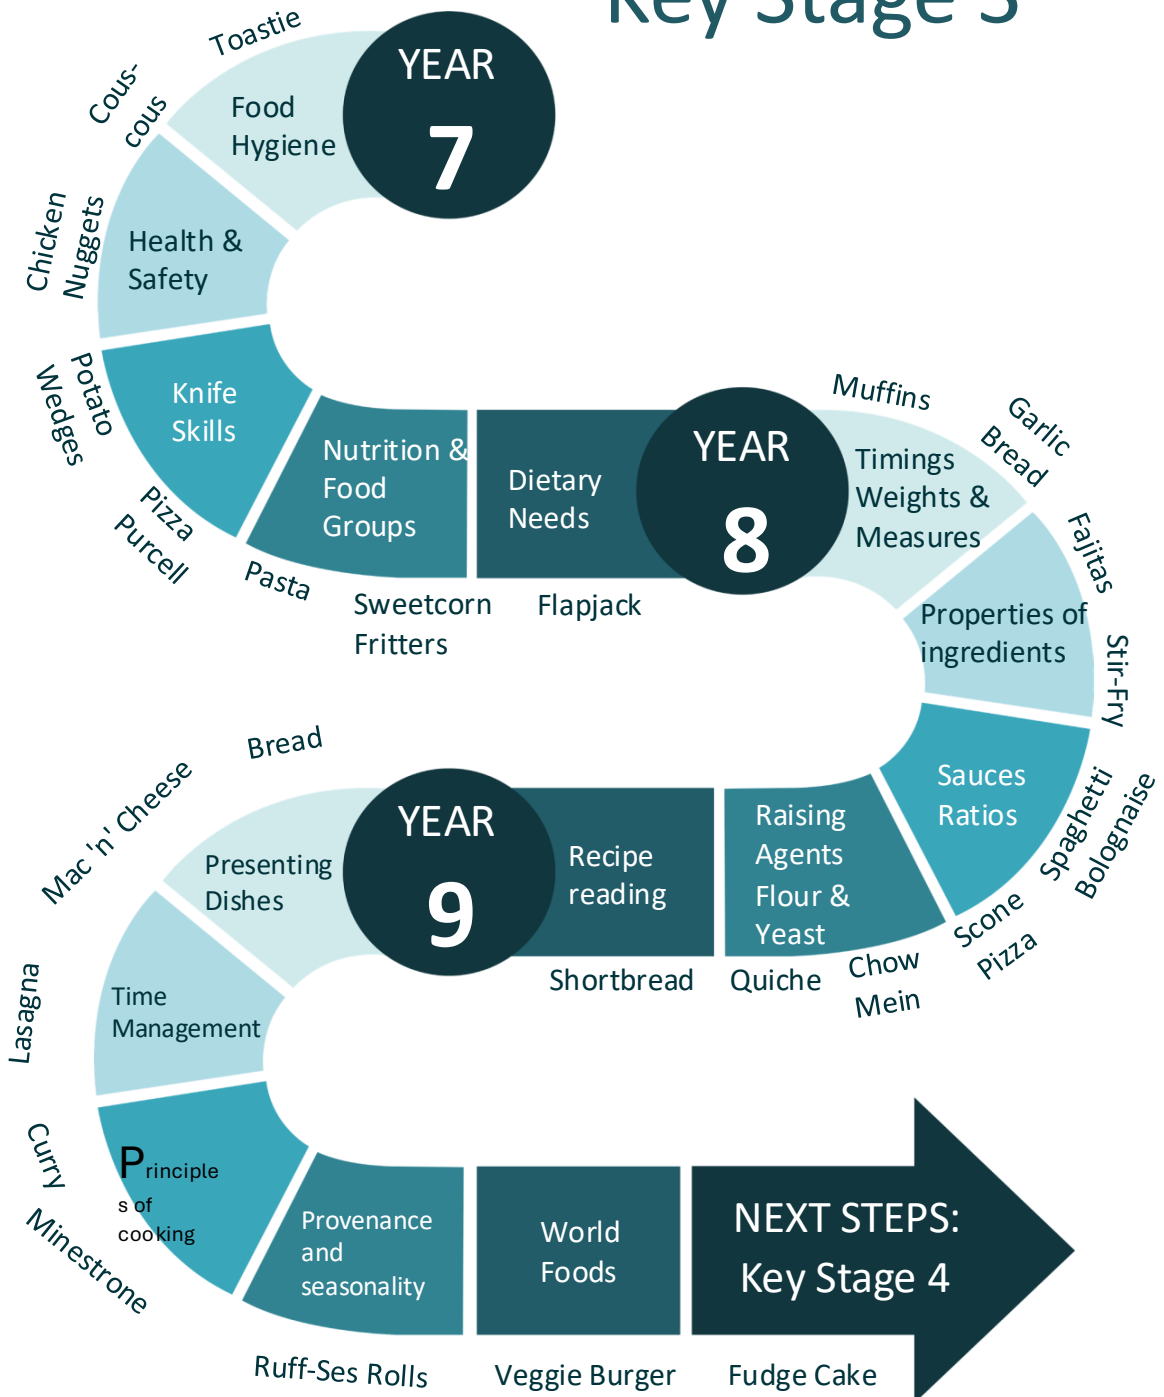 Key Stage 3
YEAR
7
Toastie
Food
Hygiene
Cous-
cous
Health &
Safety
Chicken
Nuggets
Knife
Skills
Potato
Wedges
Pizza
Purcell
Nutrition &
Food
Groups
Pasta
Sweetcorn
Fritters
Dietary
Needs
Flapjack
YEAR
8
Muffins
Timings
Weights &
Measures
Garlic
Bread
Fajitas
Properties of
ingredients
Stir-Fry
Sauces
Ratios
Spaghetti
Bolognaise
Scone
Pizza
Raising
Agents
Flour &
Yeast
Chow
Mein
Quiche
Recipe
reading
Shortbread
YEAR
9
Bread
Presenting
Dishes
Mac 'n' Cheese
Time
Management
Lasagna
Curry
Principle
s of
cooking
Minestrone
Provenance
and
seasonality
Ruff-Ses Rolls
World
Foods
Veggie Burger
NEXT STEPS:
Key Stage 4
Fudge Cake